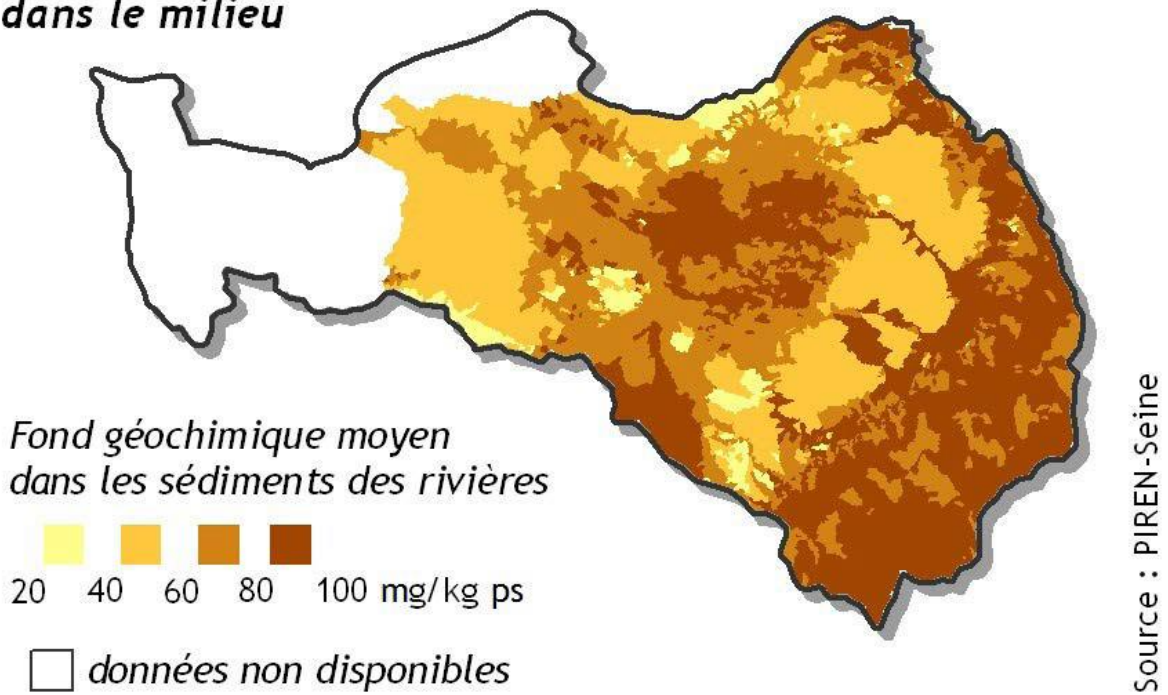 dans le milieu
Fond géochimique moyen
dans les sédiments des rivières
20 40 60 80 100 mg/kg ps
données non disponibles
Source : PIREN-Seine